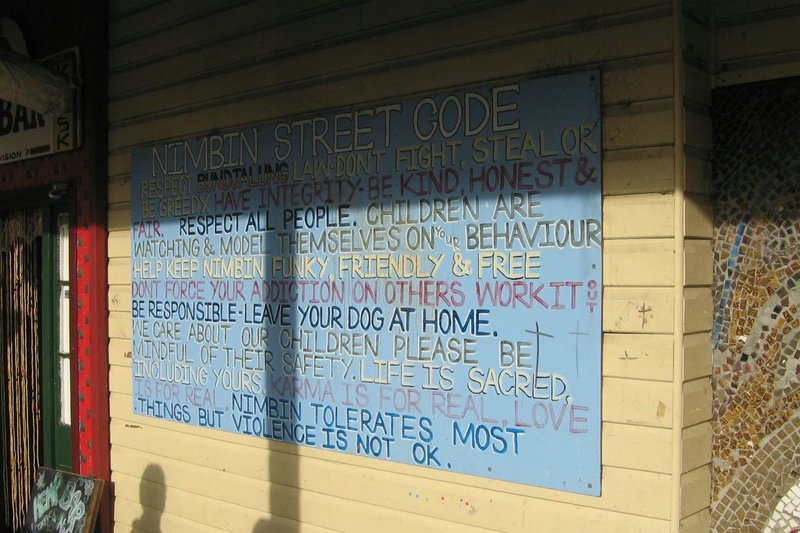 BAR
NIMBIN STREET CODE
RESPECT BUNDJALUNG LAW-DONT FIGHT, STEAL OR
BE GREEDY. HAVE INTEGRITY-BE KIND, HONEST &
FAIR. RESPECT ALL PEOPLE. CHILDREN ARE
WATCHING & MODEL THEMSELVES ON YOUR BEHAVIOUR
HELP KEEP NIMBIN FUNKY, FRIENDLY & FREE
DONT FORCE YOUR ADDICTION ON OTHERS WORK IT OUT
BE RESPONSIBLE-LEAVE YOUR DOG AT HOME.
WE CARE ABOUT OUR CHILDREN PLEASE BE
MINDFUL OF THEIR SAFETY. LIFE IS SACRED,
INCLUDING YOURS. KARMA IS FOR REAL, LOVE
IS FOR REAL. NIMBIN TOLERATES MOST
THINGS BUT VIOLENCE IS NOT OK.